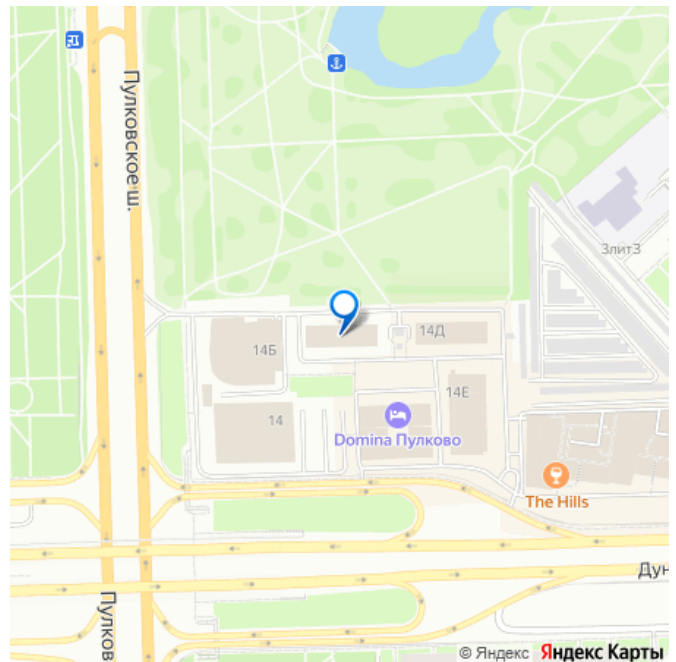 Пулковское ш.
3лит3
14Б
14Д
14Е
14
Domina Пулково
The Hills
Дун
Пулков
© Яндекс Яндекс Карты